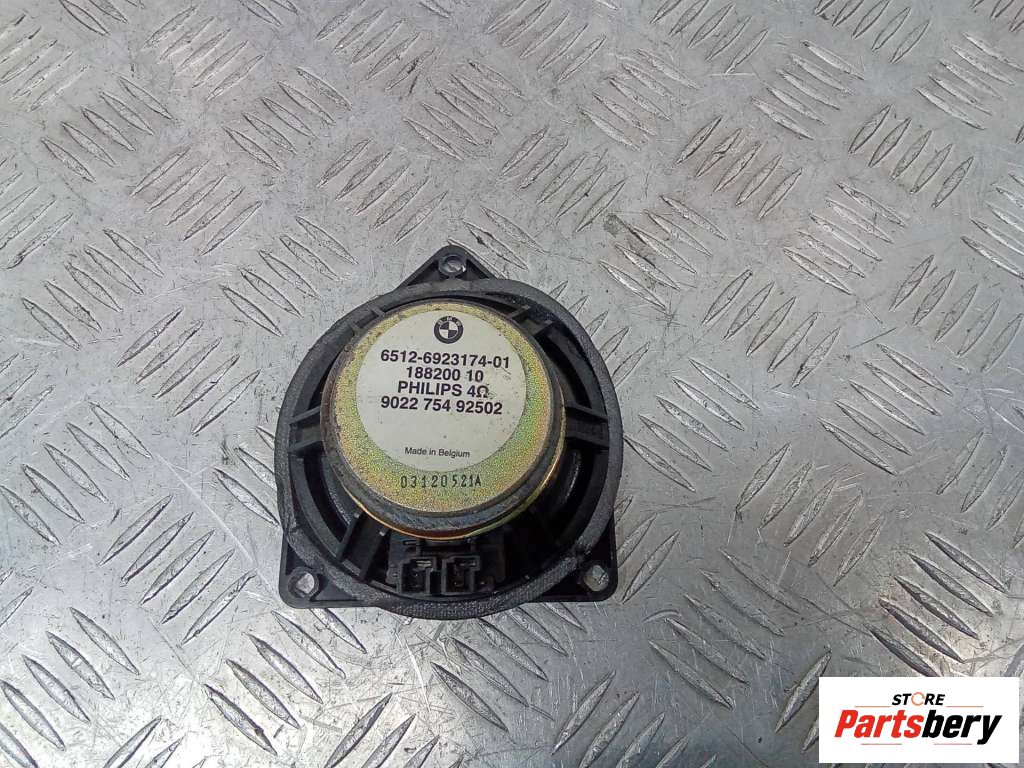 6512-6923174-01
188200 10
PHILIPS 4Ω
9022 754 92502
Made in Belgium
03120521A
STORE
Partsbery